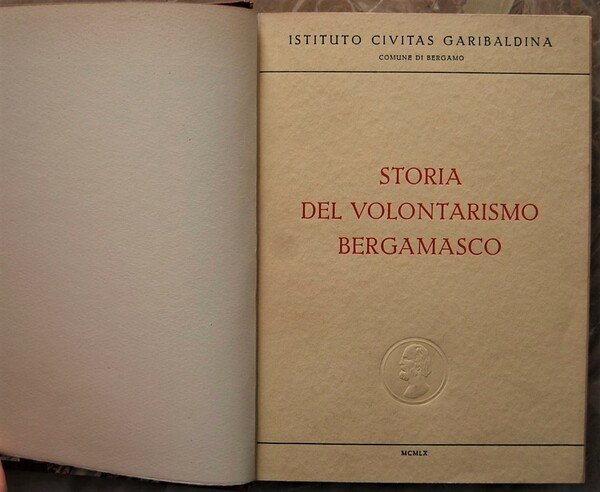 ISTITUTO CIVITAS GARIBALDINA
COMUNE DI BERGAMO
STORIA
DEL VOLONTARISMO
BERGAMASCO
MCMLX